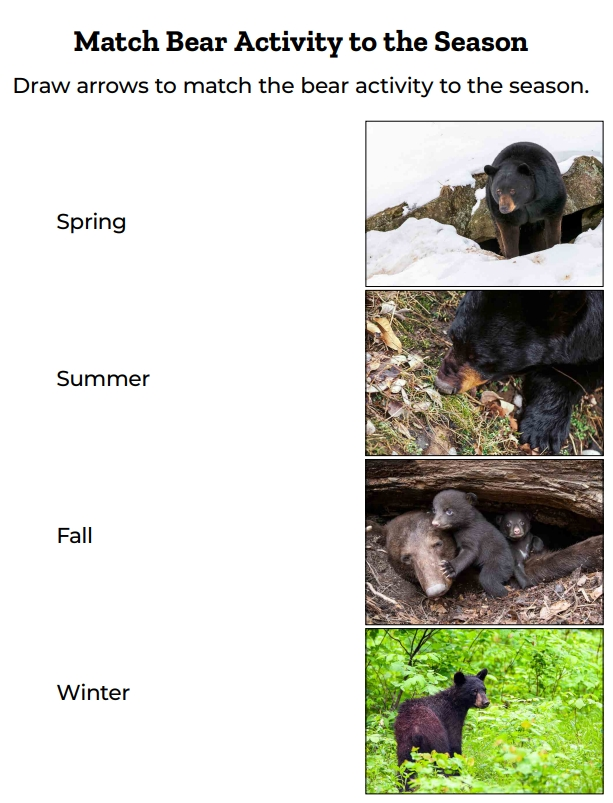 Match Bear Activity to the Season
Draw arrows to match the bear activity to the season.
Spring
Summer
Fall
Winter